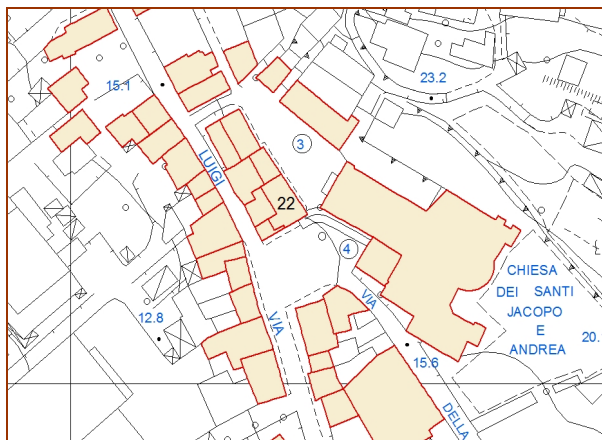 15.1
23.2
3
LUIGI
22
4
CHIESA
DEI SANTI
JACOPO
E
ANDREA
VIA
12.8
VIA
15.6
20.
DELLA